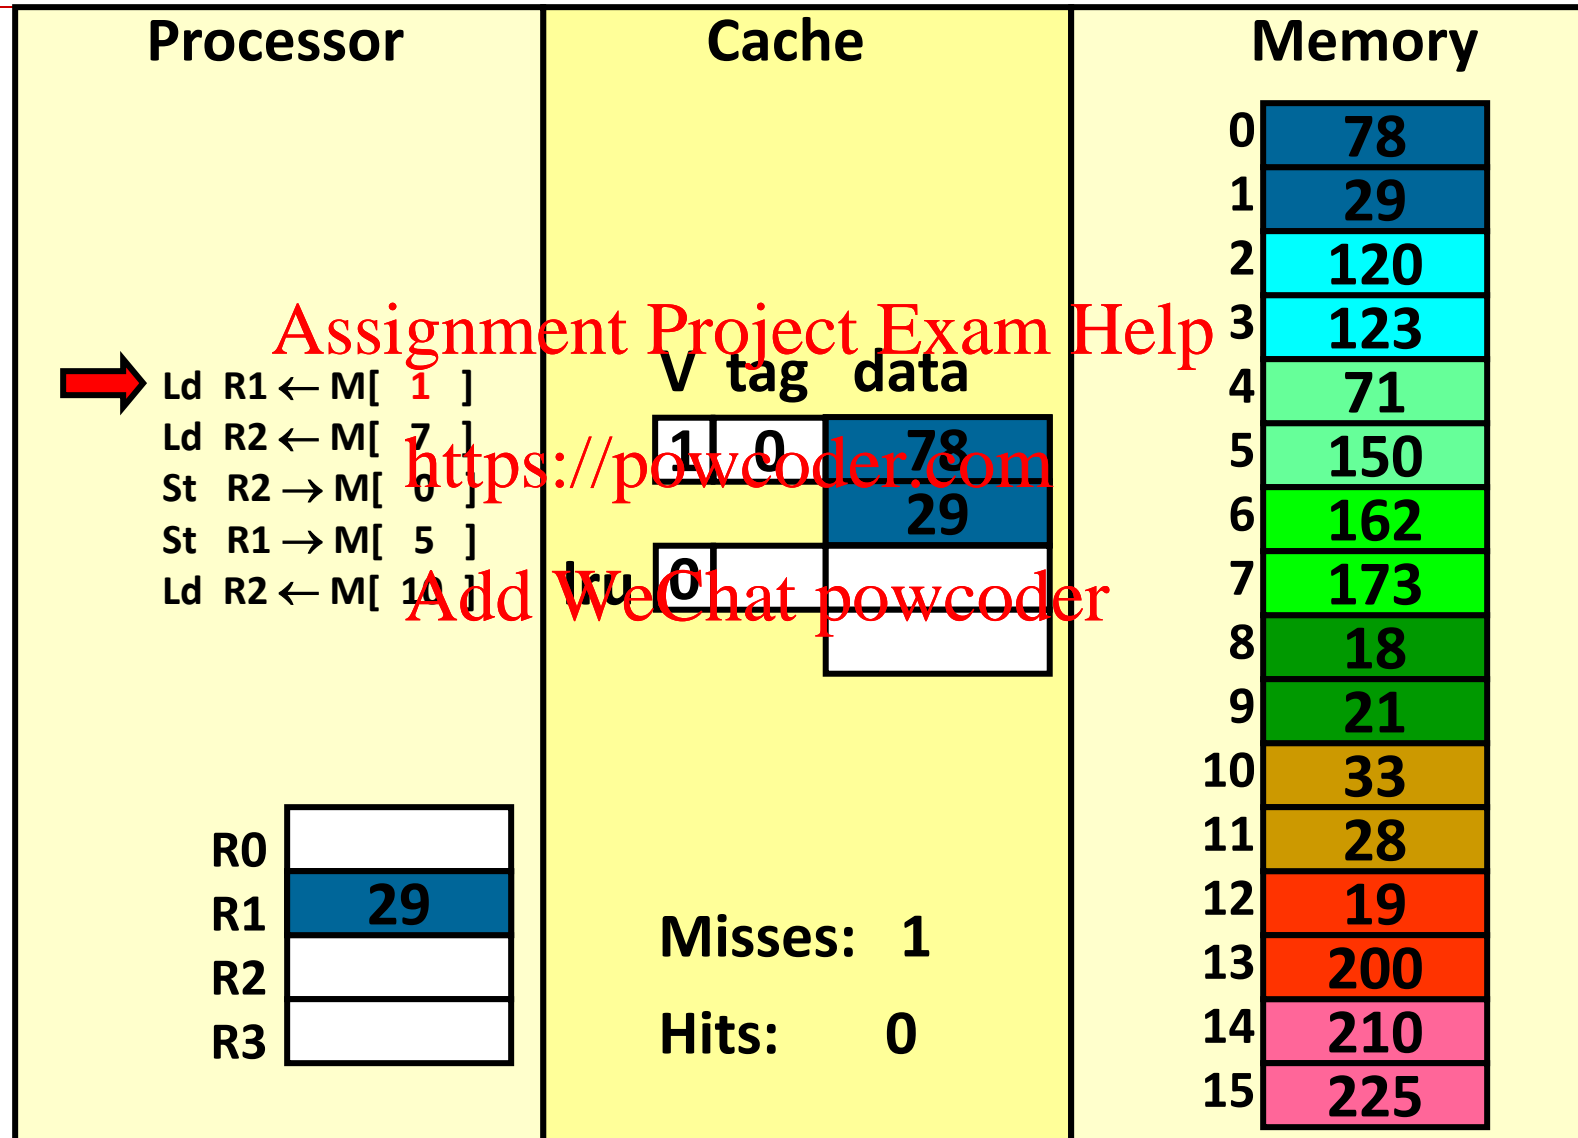 Processor
Cache
Memory
Assignment Project Exam Help
https://powcoder.com
Add WeChat powcoder
Ld R1 ← M[ 1 ]
Ld R2 ← M[ 7 ]
St R2 → M[ 0 ]
St R1 → M[ 5 ]
Ld R2 ← M[ 10 ]
R0
R1 29
R2
R3
V tag data
1 0 78
29
lru 0
Misses: 1
Hits: 0
0 78
1 29
2 120
3 123
4 71
5 150
6 162
7 173
8 18
9 21
10 33
11 28
12 19
13 200
14 210
15 225